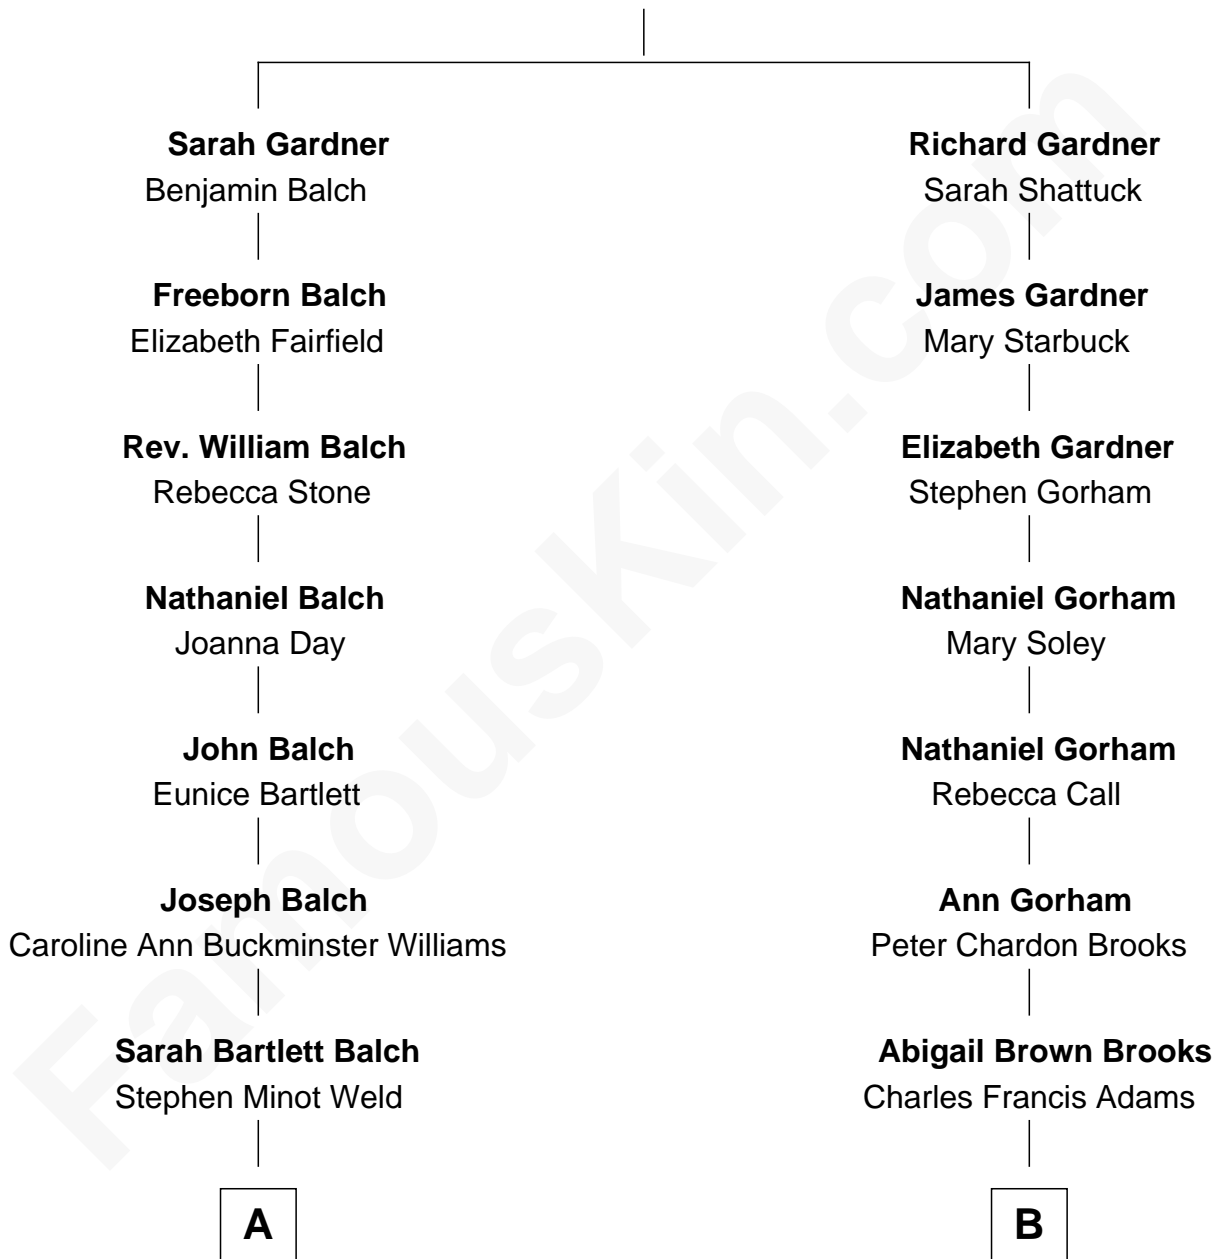 Sarah Gardner
Benjamin Balch
Freeborn Balch
Elizabeth Fairfield
Rev. William Balch
Rebecca Stone
Nathaniel Balch
Joanna Day
John Balch
Eunice Bartlett
Joseph Balch
Caroline Ann Buckminster Williams
Sarah Bartlett Balch
Stephen Minot Weld
A
Richard Gardner
Sarah Shattuck
James Gardner
Mary Starbuck
Elizabeth Gardner
Stephen Gorham
Nathaniel Gorham
Mary Soley
Nathaniel Gorham
Rebecca Call
Ann Gorham
Peter Chardon Brooks
Abigail Brown Brooks
Charles Francis Adams
B
FamousKin.com